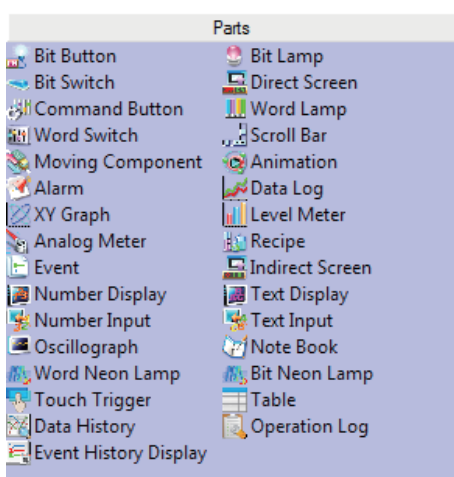 Parts
Bit Button Bit Lamp
Bit Switch Direct Screen
Command Button Word Lamp
Word Switch Scroll Bar
Moving Component Animation
Alarm Data Log
XY Graph Level Meter
Analog Meter Recipe
Event Indirect Screen
Number Display Text Display
Number Input Text Input
Oscillograph Note Book
Word Neon Lamp Bit Neon Lamp
Touch Trigger Table
Data History Operation Log
Event History Display